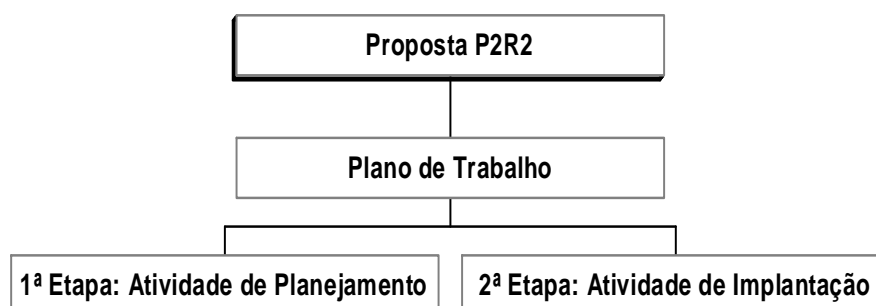 Proposta P2R2
Plano de Trabalho
1ª Etapa: Atividade de Planejamento
2ª Etapa: Atividade de Implantação